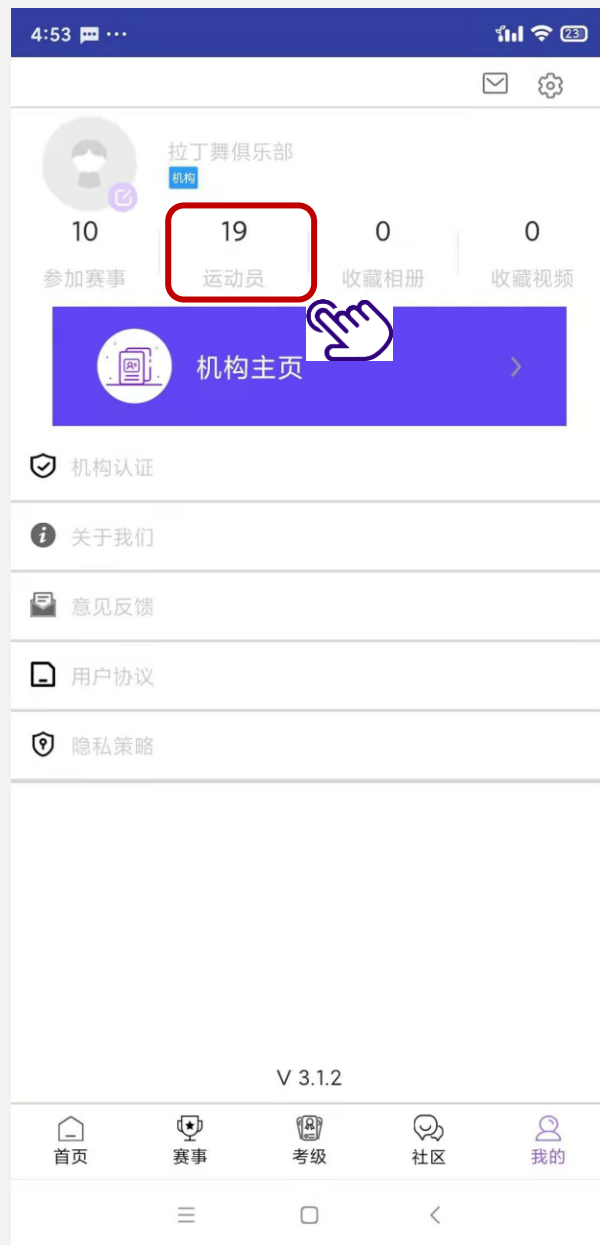 4:53
23
拉丁舞俱乐部
机构
10
19
0
0
参加赛事
运动员
收藏相册
收藏视频
机构主页
机构认证
关于我们
意见反馈
用户协议
隐私策略
V 3.1.2
首页
赛事
考级
社区
我的